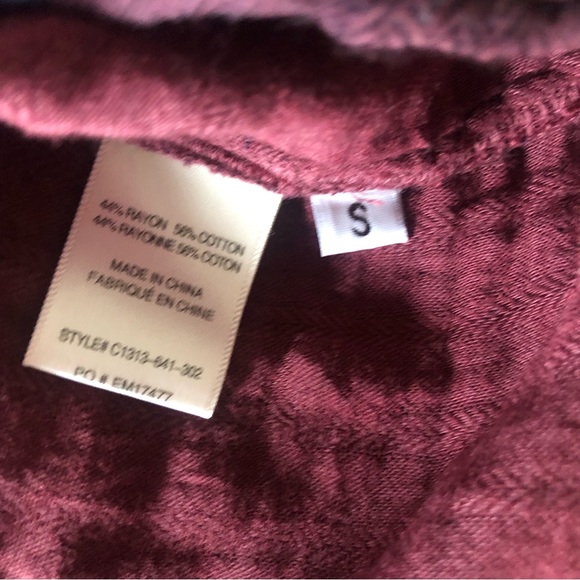 44% RAYON 56% COTTON
44% RAYONNE 56% COTON
MADE IN CHINA
FABRIQUÉ EN CHINE
STYLE# C1313-641-302
PO # EM17477
S